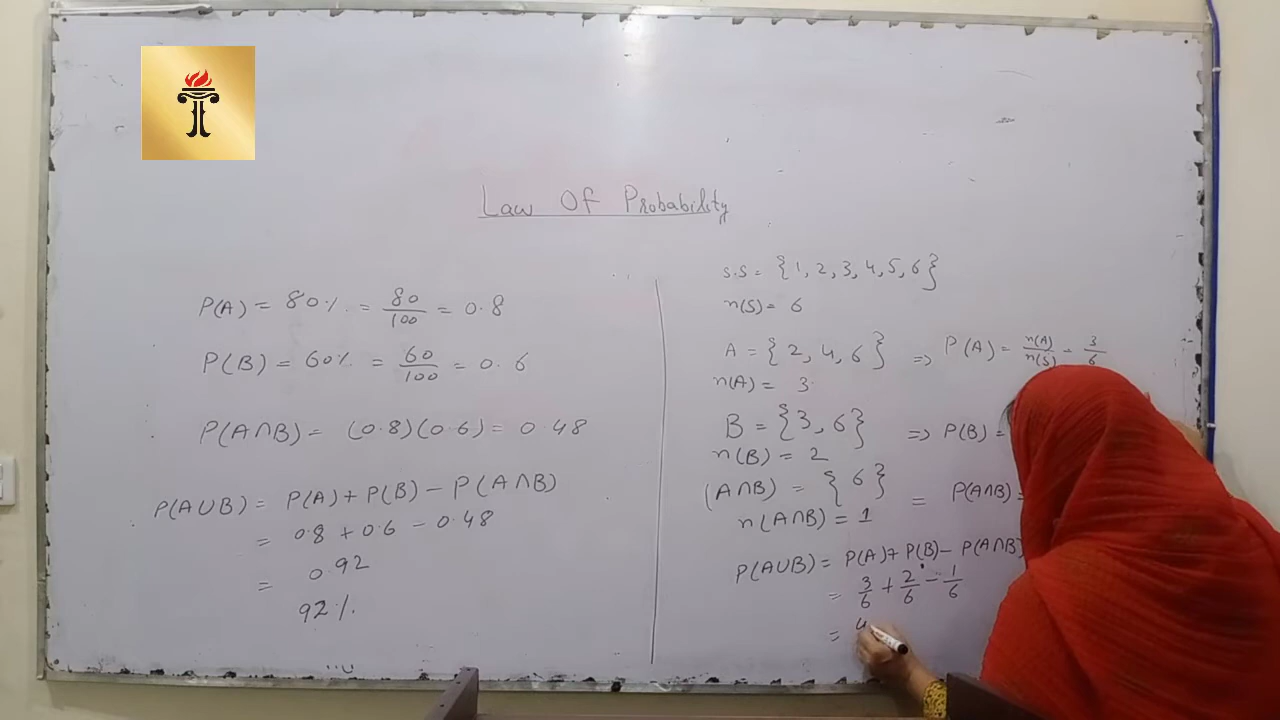 Law Of Probability
P(A) = 80% = 80/100 = 0.8
P(B) = 60% = 60/100 = 0.6
P(A∩B) = (0.8)(0.6) = 0.48
P(A∪B) = P(A) + P(B) - P(A∩B)
= 0.8 + 0.6 - 0.48
= 0.92
92%
S.S = {1, 2, 3, 4, 5, 6}
n(S) = 6
A = {2, 4, 6} => P(A) = n(A)/n(S) = 3/6
n(A) = 3
B = {3, 6} => P(B) =
n(B) = 2
(A∩B) = {6} = P(A∩B) =
n(A∩B) = 1
P(A∪B) = P(A) + P(B) - P(A∩B)
= 3/6 + 2/6 - 1/6
= 4